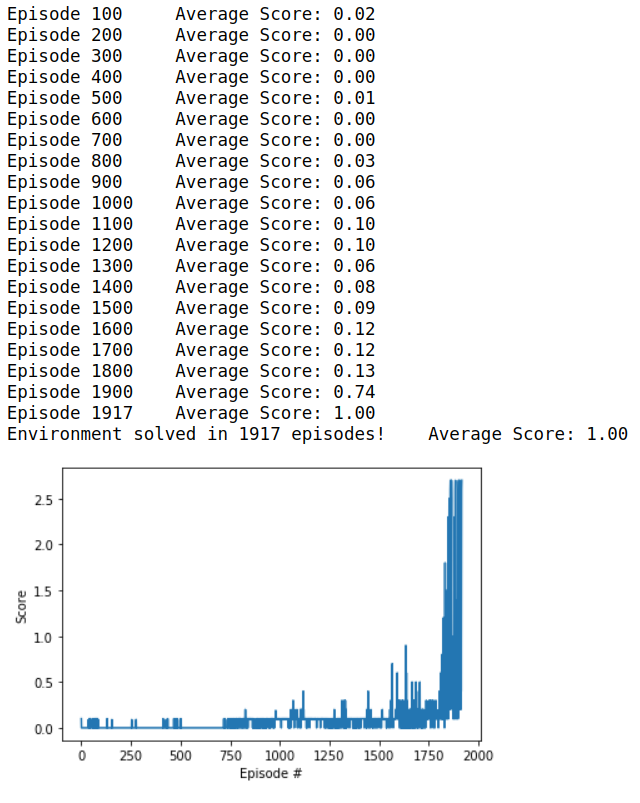 Episode 100 Average Score: 0.02
Episode 200 Average Score: 0.00
Episode 300 Average Score: 0.00
Episode 400 Average Score: 0.00
Episode 500 Average Score: 0.01
Episode 600 Average Score: 0.00
Episode 700 Average Score: 0.00
Episode 800 Average Score: 0.03
Episode 900 Average Score: 0.06
Episode 1000 Average Score: 0.06
Episode 1100 Average Score: 0.10
Episode 1200 Average Score: 0.10
Episode 1300 Average Score: 0.06
Episode 1400 Average Score: 0.08
Episode 1500 Average Score: 0.09
Episode 1600 Average Score: 0.12
Episode 1700 Average Score: 0.12
Episode 1800 Average Score: 0.13
Episode 1900 Average Score: 0.74
Episode 1917 Average Score: 1.00
Environment solved in 1917 episodes! Average Score: 1.00
2.5
2.0
1.5
1.0
0.5
0.0
Score
0 250 500 750 1000 1250 1500 1750 2000
Episode #